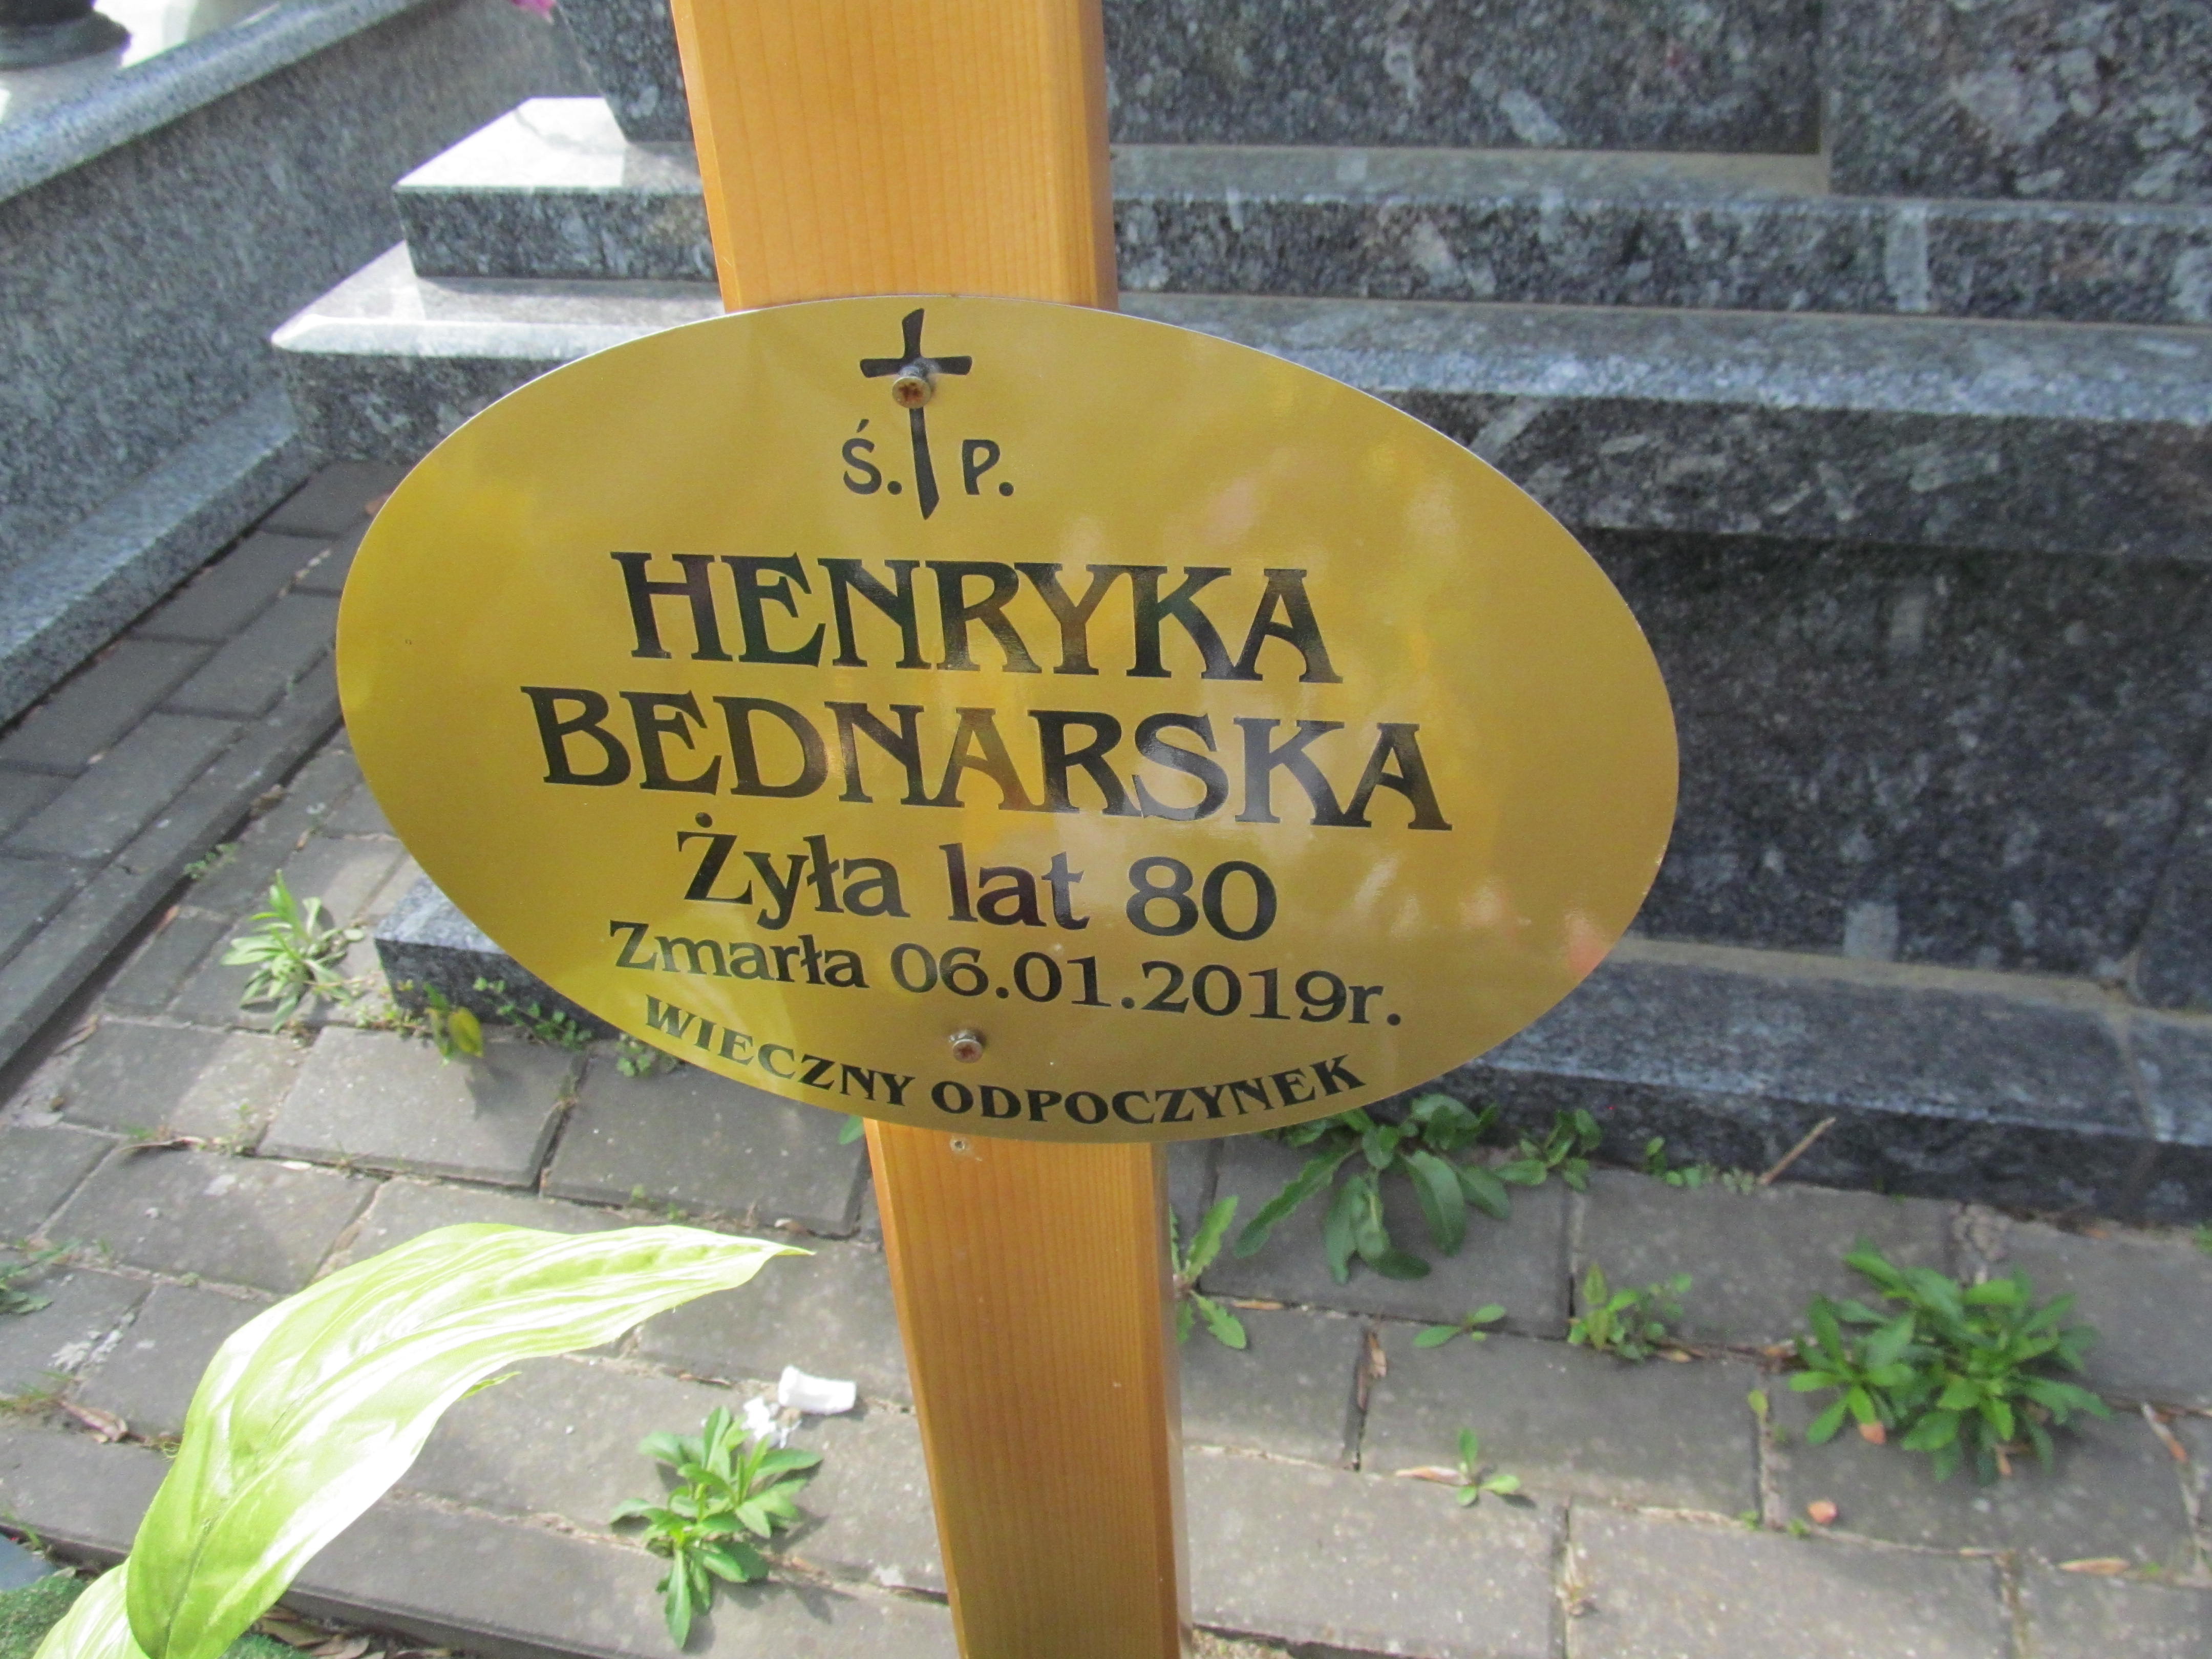 Ś. P.
HENRYKA
BEDNARSKA
Żyła lat 80
Zmarła 06.01.2019r.
WIECZNY ODPOCZYNEK